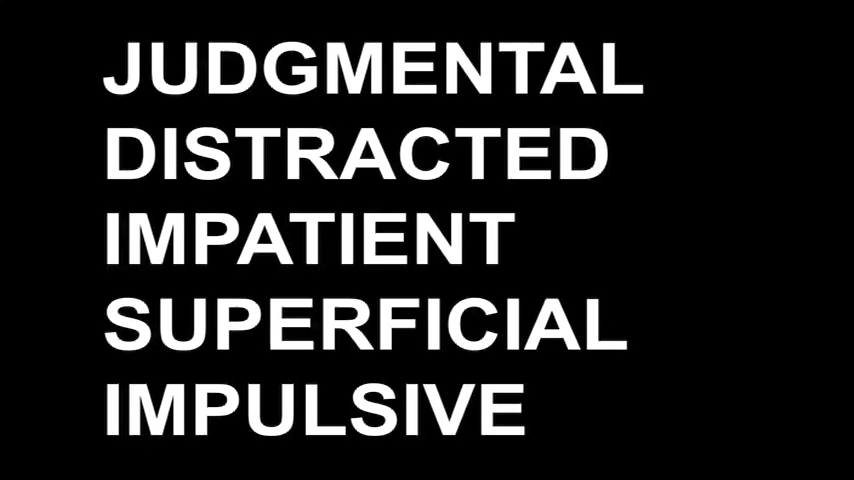 JUDGMENTAL
DISTRACTED
IMPATIENT
SUPERFICIAL
IMPULSIVE